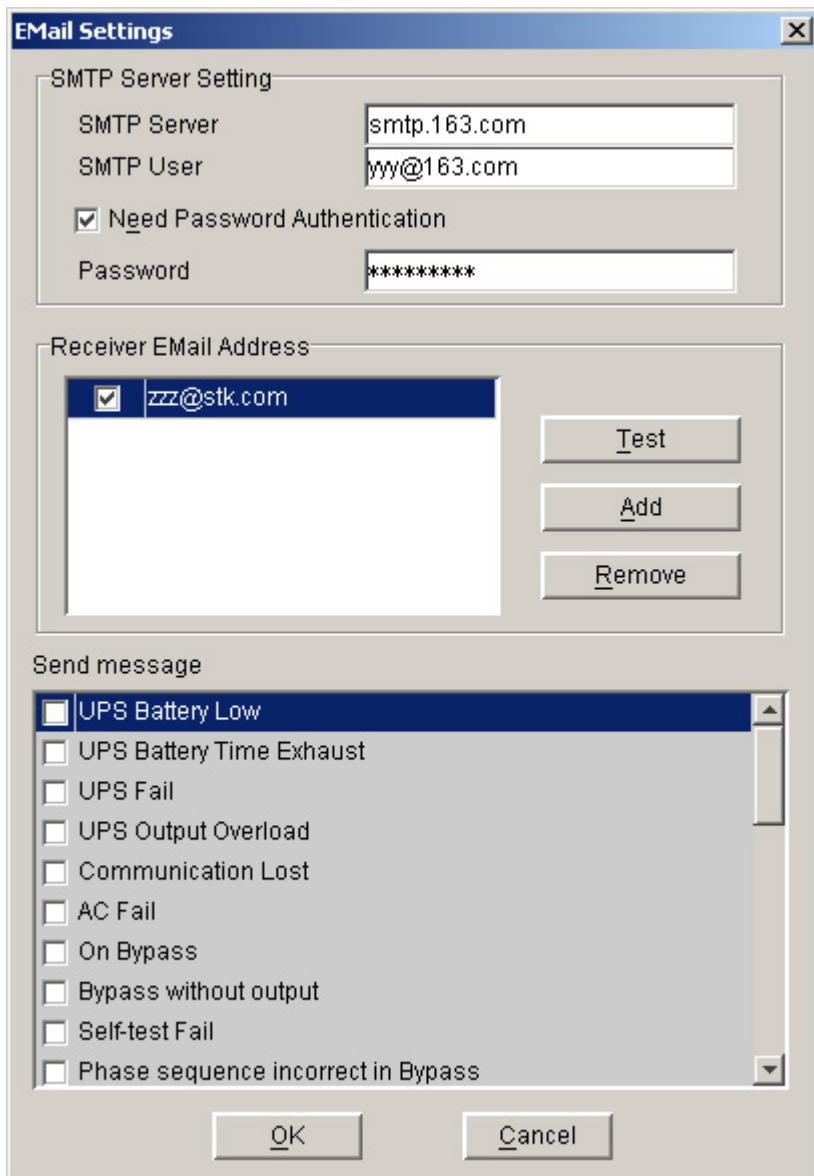 EMail Settings
SMTP Server Setting
SMTP Server smtp.163.com
SMTP User yyy@163.com
Need Password Authentication
Password *********
Receiver EMail Address
zzz@stk.com
Test
Add
Remove
Send message
UPS Battery Low
UPS Battery Time Exhaust
UPS Fail
UPS Output Overload
Communication Lost
AC Fail
On Bypass
Bypass without output
Self-test Fail
Phase sequence incorrect in Bypass
OK Cancel